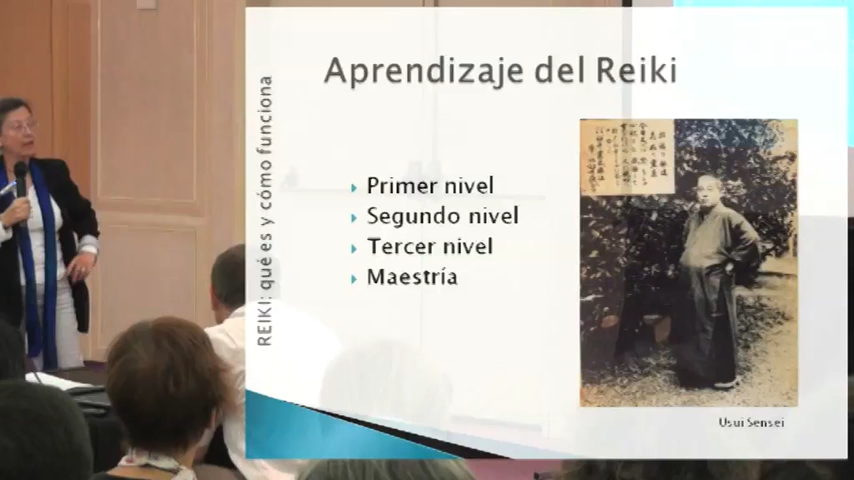 Aprendizaje del Reiki
REIKI: qué es y cómo funciona
Primer nivel
Segundo nivel
Tercer nivel
Maestría
Usui Sensei